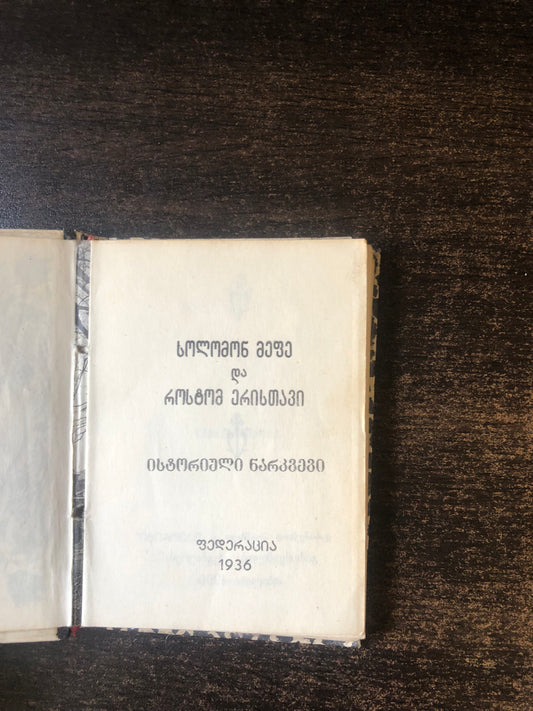 სოლომონ მეფე
და
როსტომ ერისთავი
ისტორიული ნარკვევი
ფედერაცია
1936